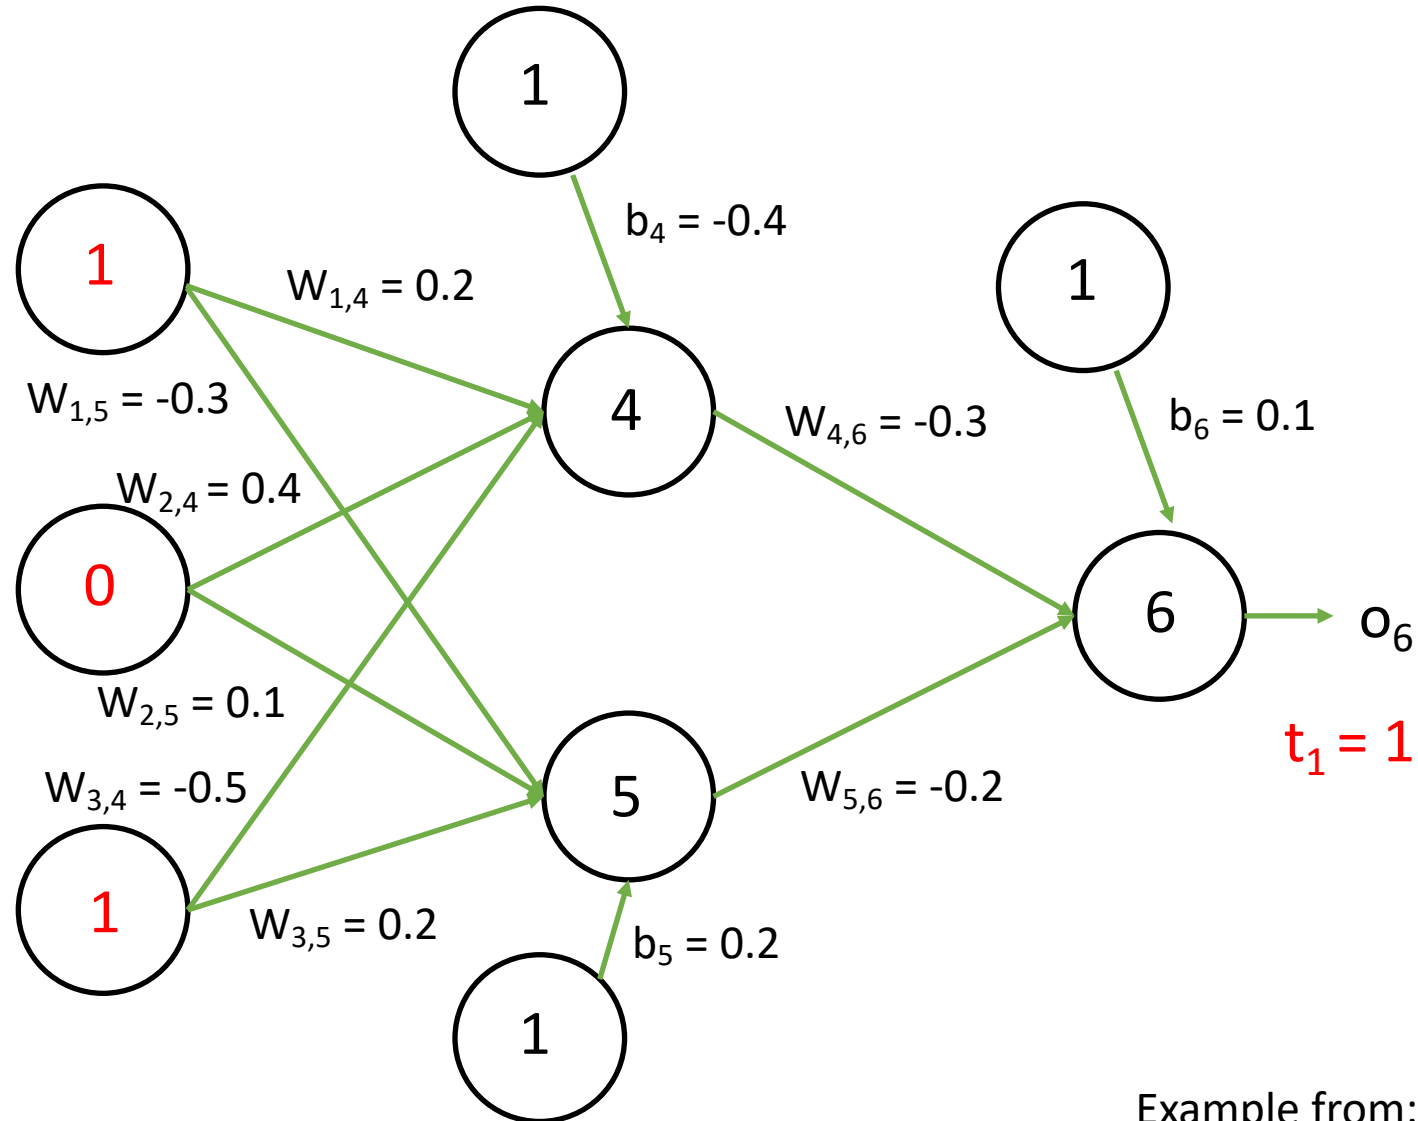 1
b₄ = -0.4
1
W₁,₄ = 0.2
1
W₁,₅ = -0.3
4
W₄,₆ = -0.3
b₆ = 0.1
W₂,₄ = 0.4
0
6
o₆
W₂,₅ = 0.1
t₁ = 1
W₃,₄ = -0.5
5
W₅,₆ = -0.2
1
W₃,₅ = 0.2
b₅ = 0.2
1
Example from: